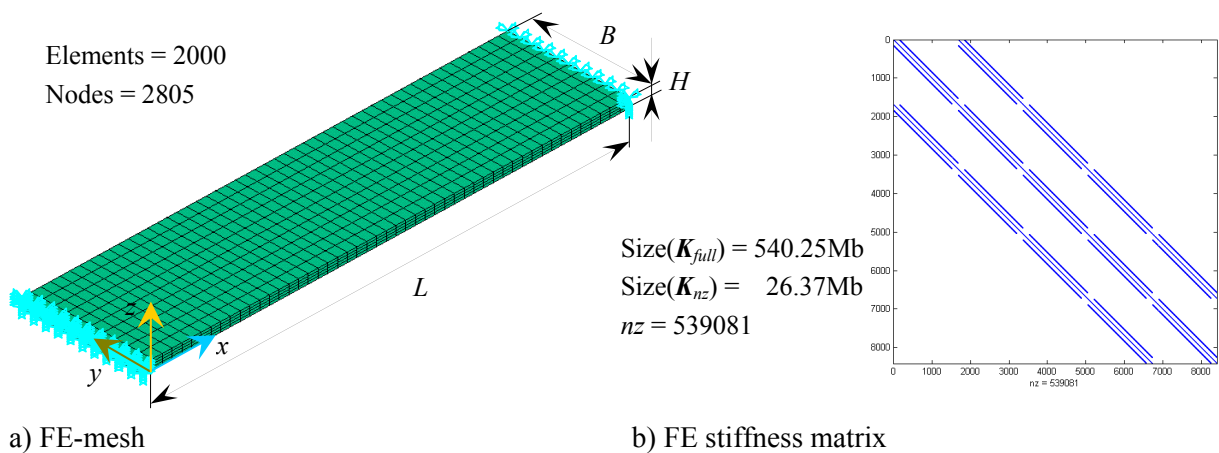 Elements = 2000
Nodes = 2805
B
H
L
z
x
y
a) FE-mesh
Size(K_full) = 540.25Mb
Size(K_nz) = 26.37Mb
nz = 539081
0
1000
2000
3000
4000
5000
6000
7000
8000
0 1000 2000 3000 4000 5000 6000 7000 8000
nz = 539081
b) FE stiffness matrix